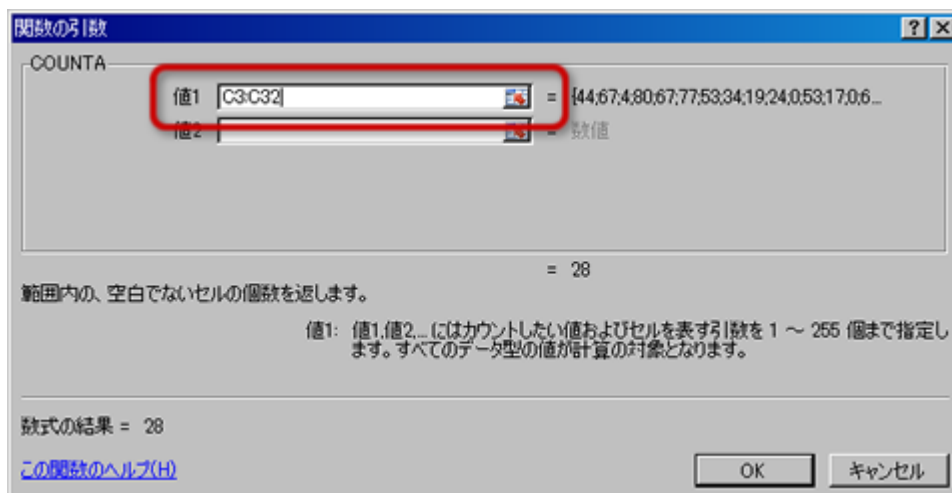 関数の引数
COUNTA
値1 C3:C32 = {44;67;4;80;67;77;53;34;19;24;0;53;17;0;6...
値2 = 数値
= 28
範囲内の、空白でないセルの個数を返します。
値1: 値1,値2,... にはカウントしたい値およびセルを表す引数を 1 ～ 255 個まで指定し
ます。すべてのデータ型の値が計算の対象となります。
数式の結果 = 28
この関数のヘルプ(H)
OK キャンセル